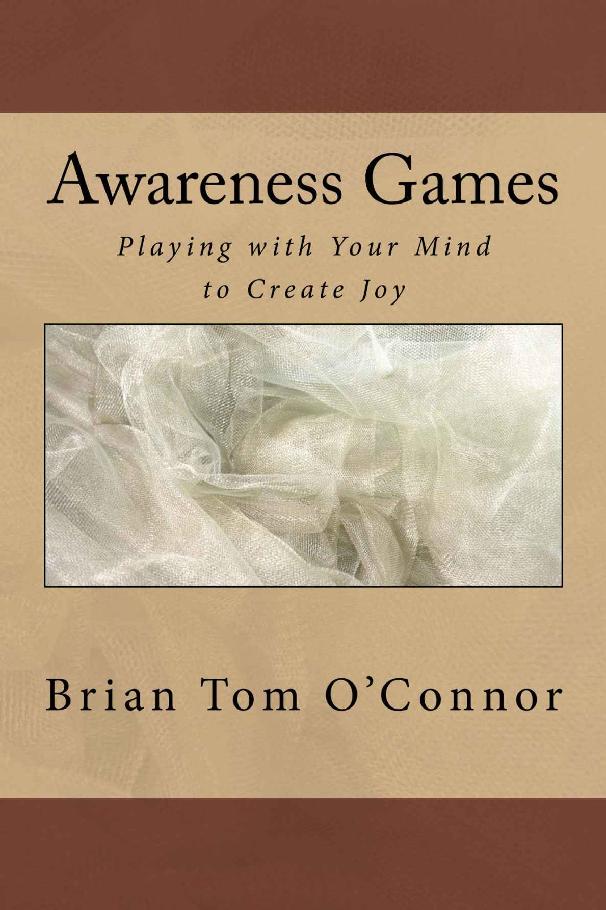 Awareness Games
Playing with Your Mind
to Create Joy
Brian Tom O’Connor